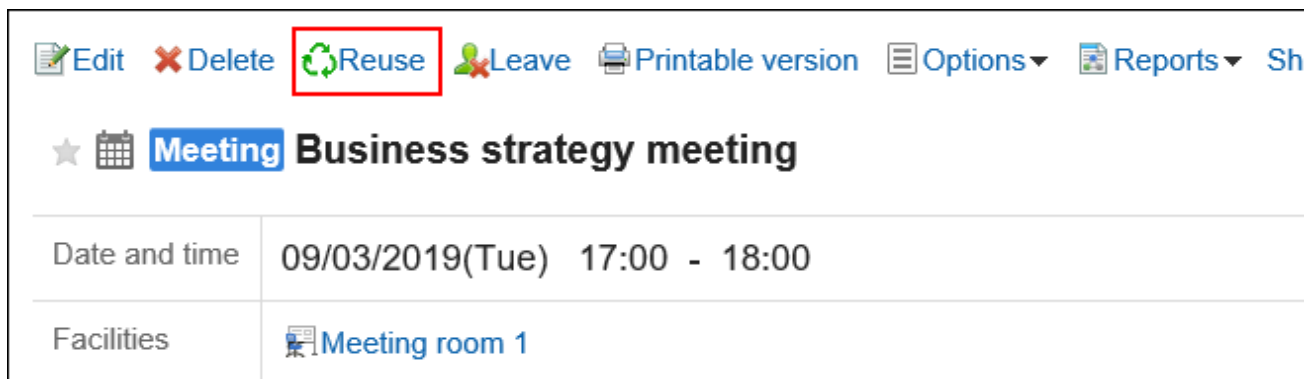 Edit Delete Reuse Leave Printable version Options Reports Sh
Meeting Business strategy meeting
Date and time 09/03/2019(Tue) 17:00 - 18:00
Facilities Meeting room 1